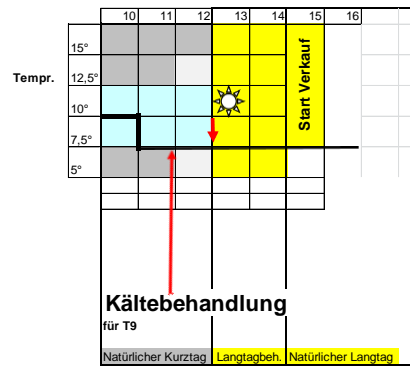 10 11 12 13 14 15 16
15°
Tempr. 12,5°
10°
7,5°
5°
Start Verkauf
Kältebehandlung
für T9
Natürlicher Kurztag Langtagbeh. Natürlicher Langtag